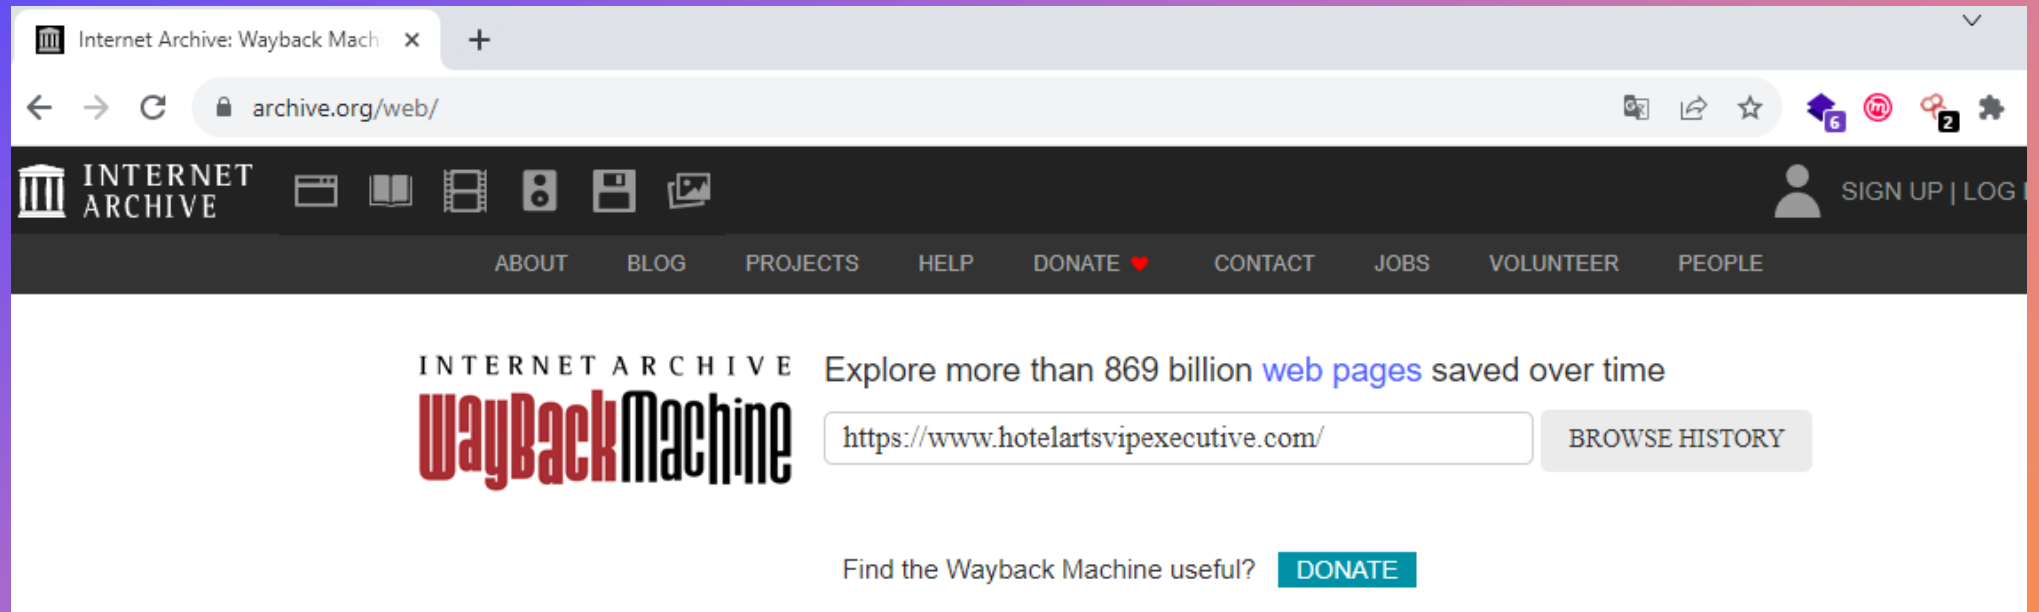 Internet Archive: Wayback Mach
archive.org/web/
6
2
INTERNET
ARCHIVE
SIGN UP | LOG I
ABOUT BLOG PROJECTS HELP DONATE CONTACT JOBS VOLUNTEER PEOPLE
INTERNET ARCHIVE
WayBackMachine
Explore more than 869 billion web pages saved over time
https://www.hotelartsvipexecutive.com/ BROWSE HISTORY
Find the Wayback Machine useful? DONATE